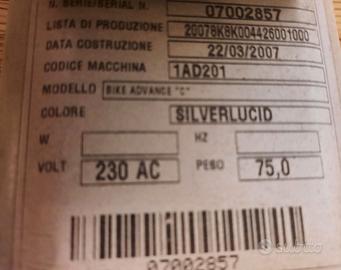 N. SERIE/SERIAL N. 07002857
LISTA DI PRODUZIONE 20078K8K004426001000
DATA COSTRUZIONE 22/03/2007
CODICE MACCHINA 1AD201
MODELLO BIKE ADVANCE "C"
COLORE SILVERLUCID
W HZ
VOLT 230 AC PESO 75,0
07002857